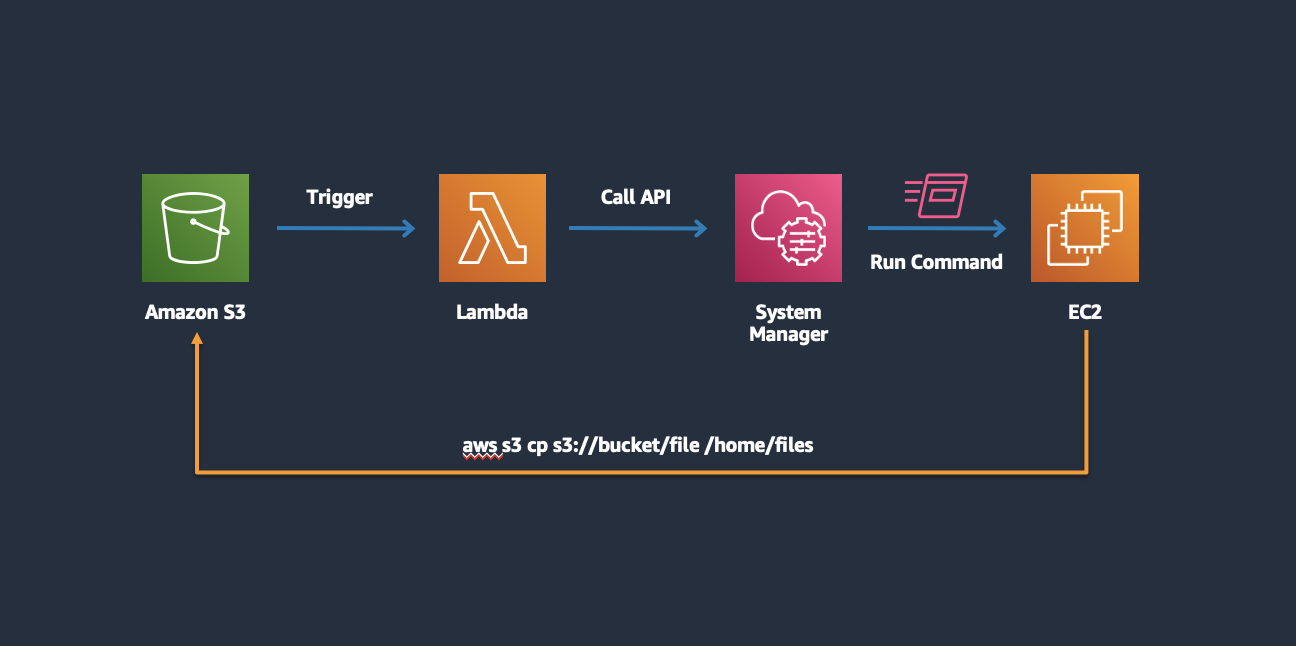 Trigger
Call API
Run Command
Amazon S3
Lambda
System
Manager
EC2
aws s3 cp s3://bucket/file /home/files